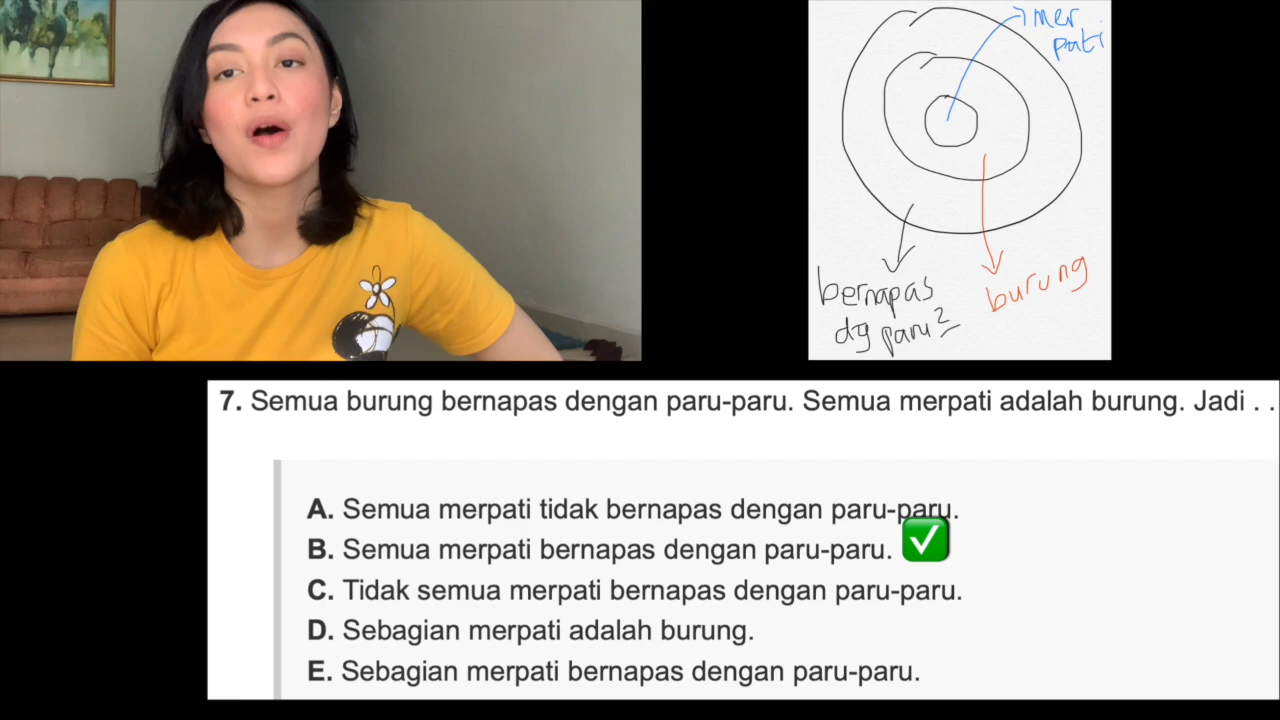 mer
pati
bernapas
dg paru2
burung
7. Semua burung bernapas dengan paru-paru. Semua merpati adalah burung. Jadi . .
A. Semua merpati tidak bernapas dengan paru-paru.
B. Semua merpati bernapas dengan paru-paru.
C. Tidak semua merpati bernapas dengan paru-paru.
D. Sebagian merpati adalah burung.
E. Sebagian merpati bernapas dengan paru-paru.